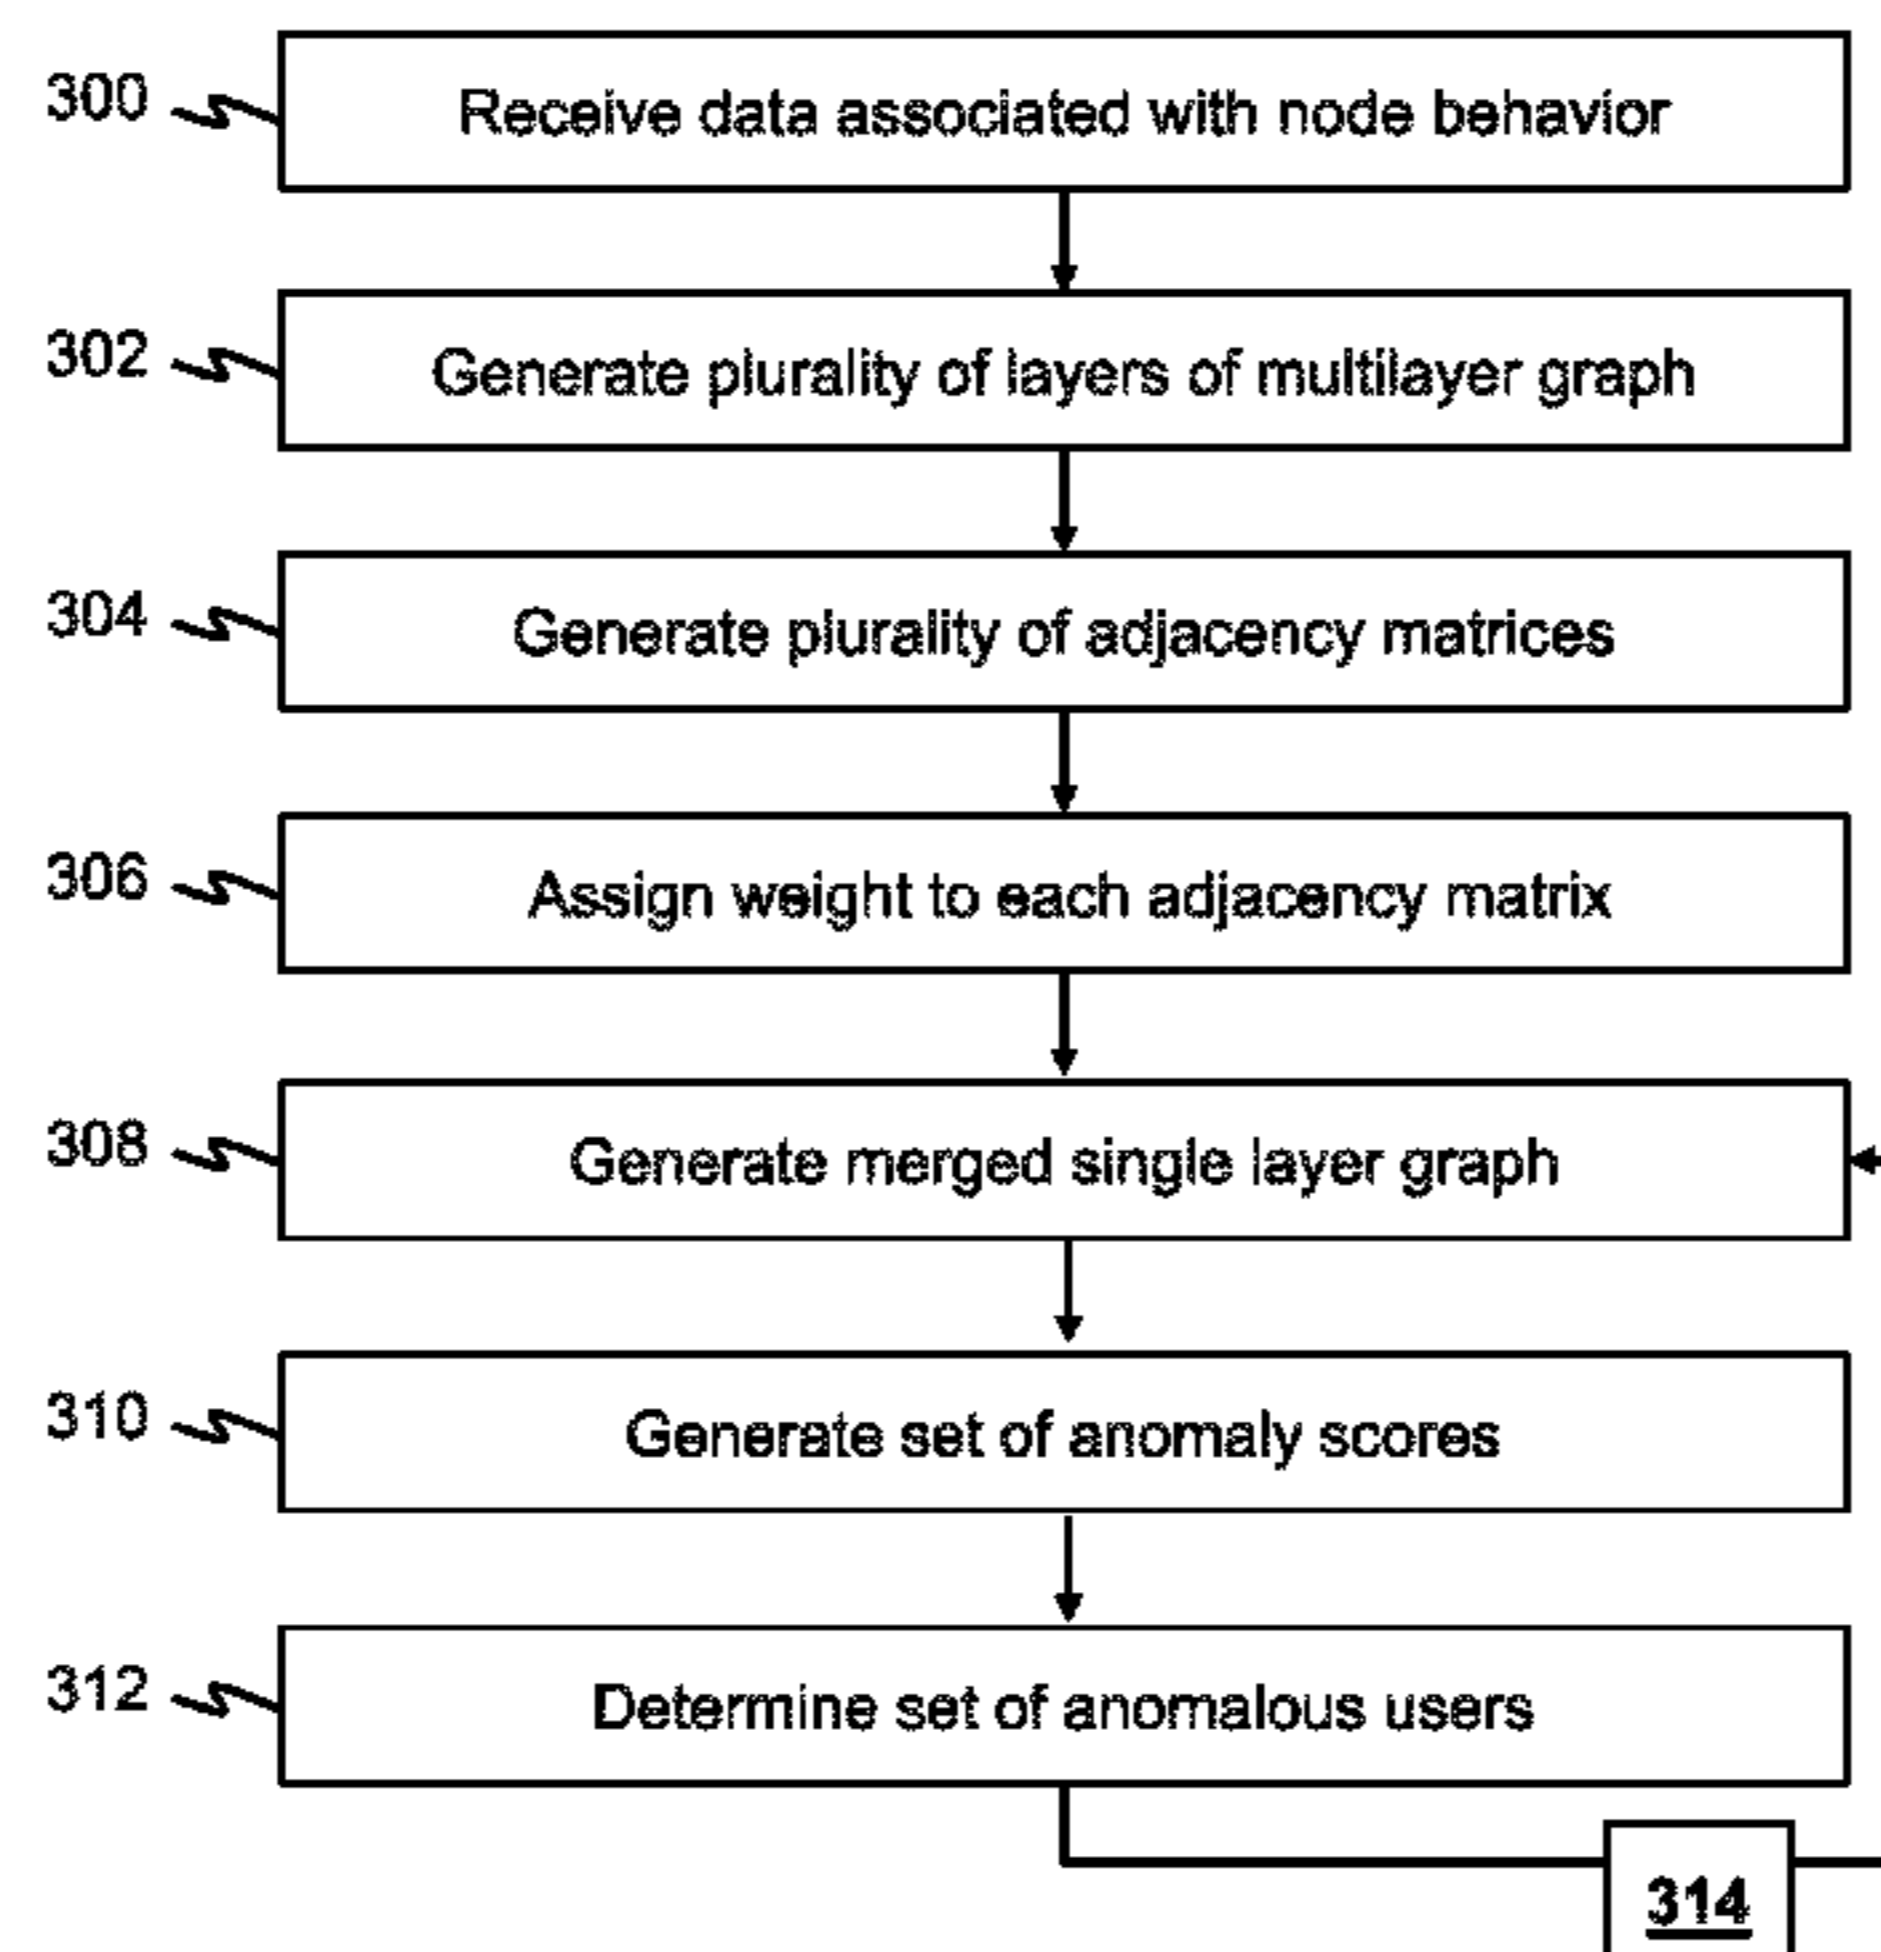 300 Receive data associated with node behavior
302 Generate plurality of layers of multilayer graph
304 Generate plurality of adjacency matrices
306 Assign weight to each adjacency matrix
308 Generate merged single layer graph
310 Generate set of anomaly scores
312 Determine set of anomalous users
314